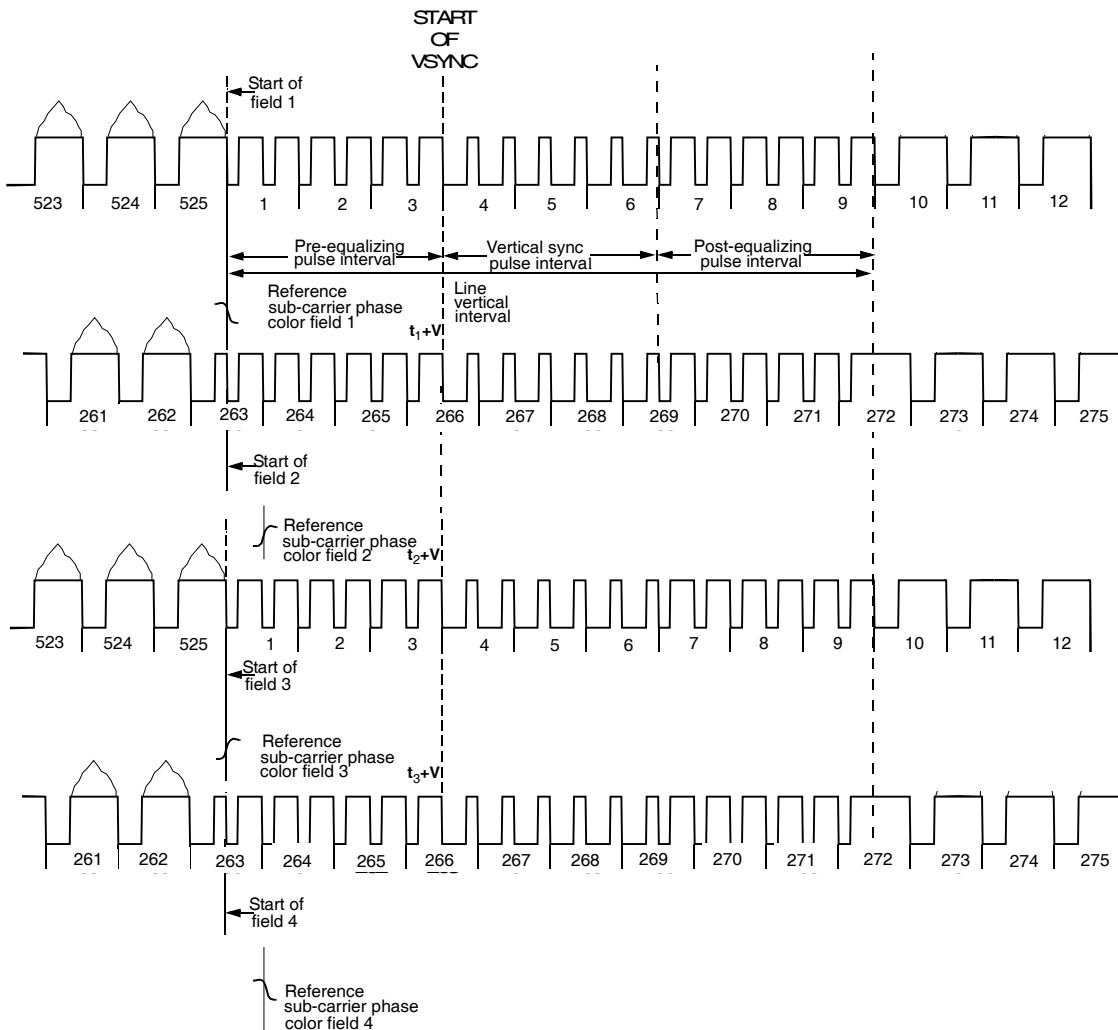 START
OF
VSYNC
Start of
field 1
523 524 525 1 2 3 4 5 6 7 8 9 10 11 12
Pre-equalizing
pulse interval
Vertical sync
pulse interval
Post-equalizing
pulse interval
Reference
sub-carrier phase
color field 1
t1+V
Line
vertical
interval
261 262 263 264 265 266 267 268 269 270 271 272 273 274 275
Start of
field 2
Reference
sub-carrier phase
color field 2
t2+V
523 524 525 1 2 3 4 5 6 7 8 9 10 11 12
Start of
field 3
Reference
sub-carrier phase
color field 3
t3+V
261 262 263 264 265 266 267 268 269 270 271 272 273 274 275
Start of
field 4
Reference
sub-carrier phase
color field 4